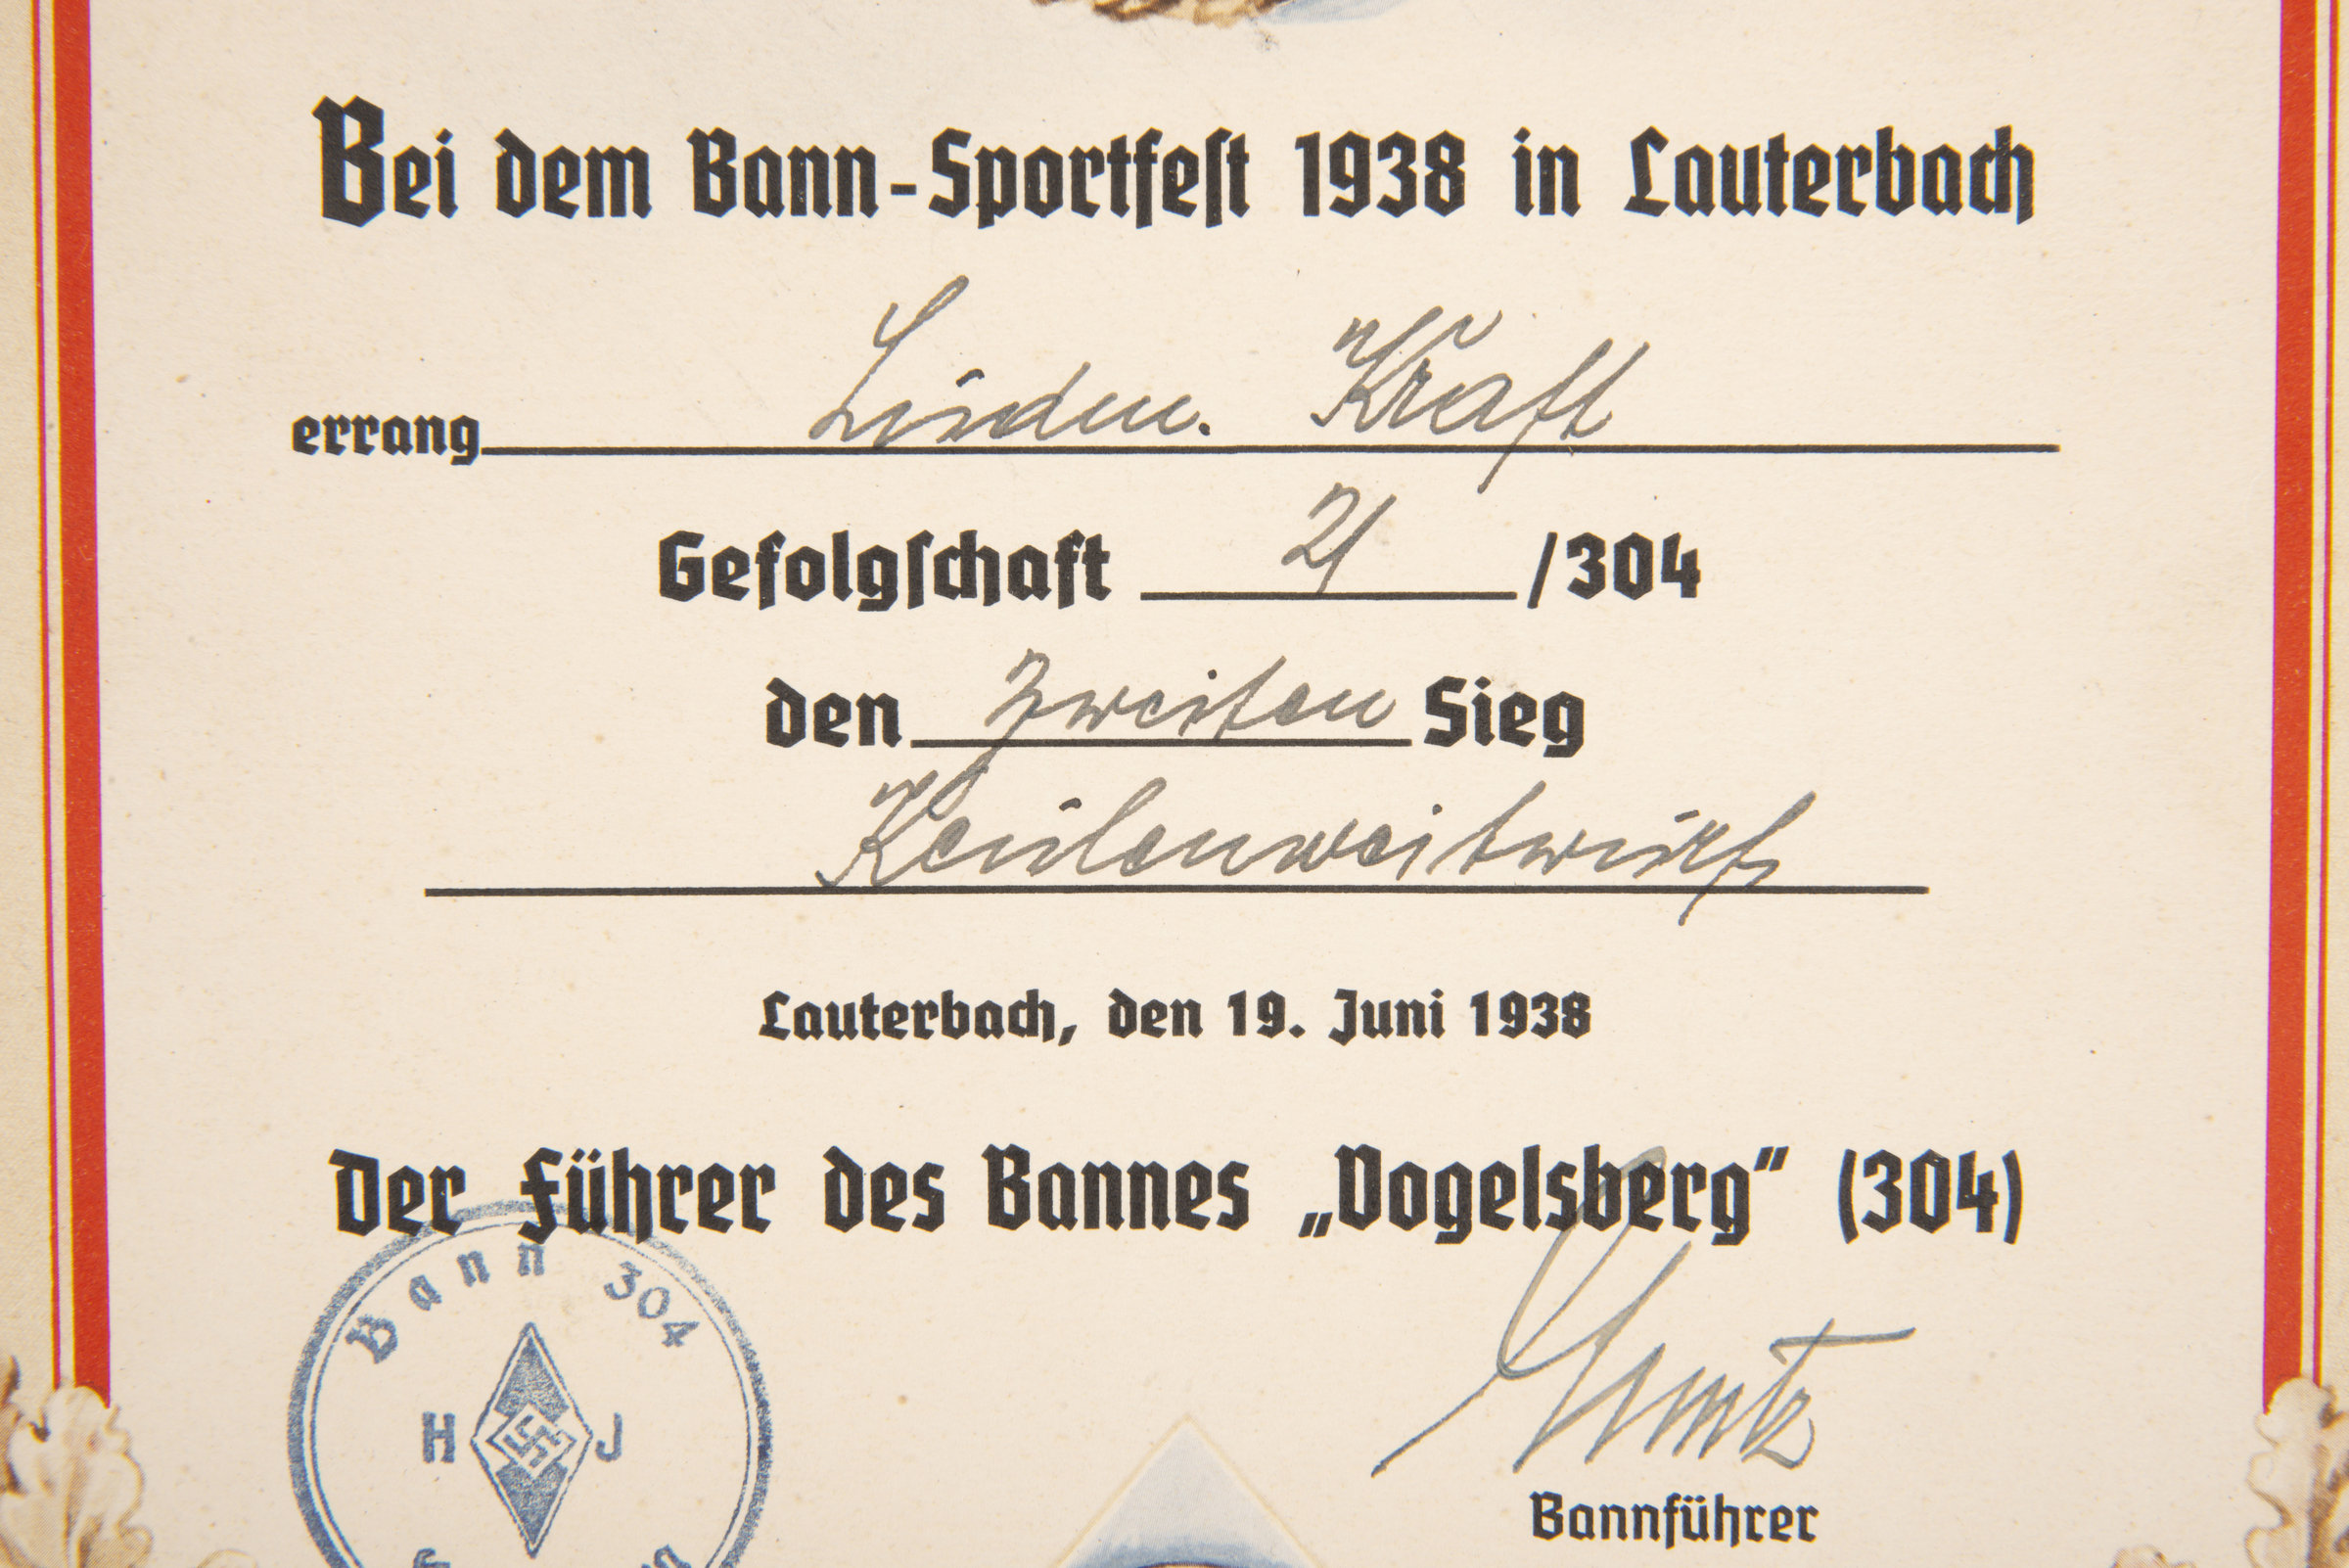 Bei dem Bann-Sportfest 1938 in Lauterbach
errang Kraft
Gefolgschaft 21 /304
den Zweiten Sieg
Keulenweitwurf
Lauterbach, den 19. Juni 1938
Der Führer des Bannes „Vogelsberg“ (304)
Bann 304
H J
Bannführer